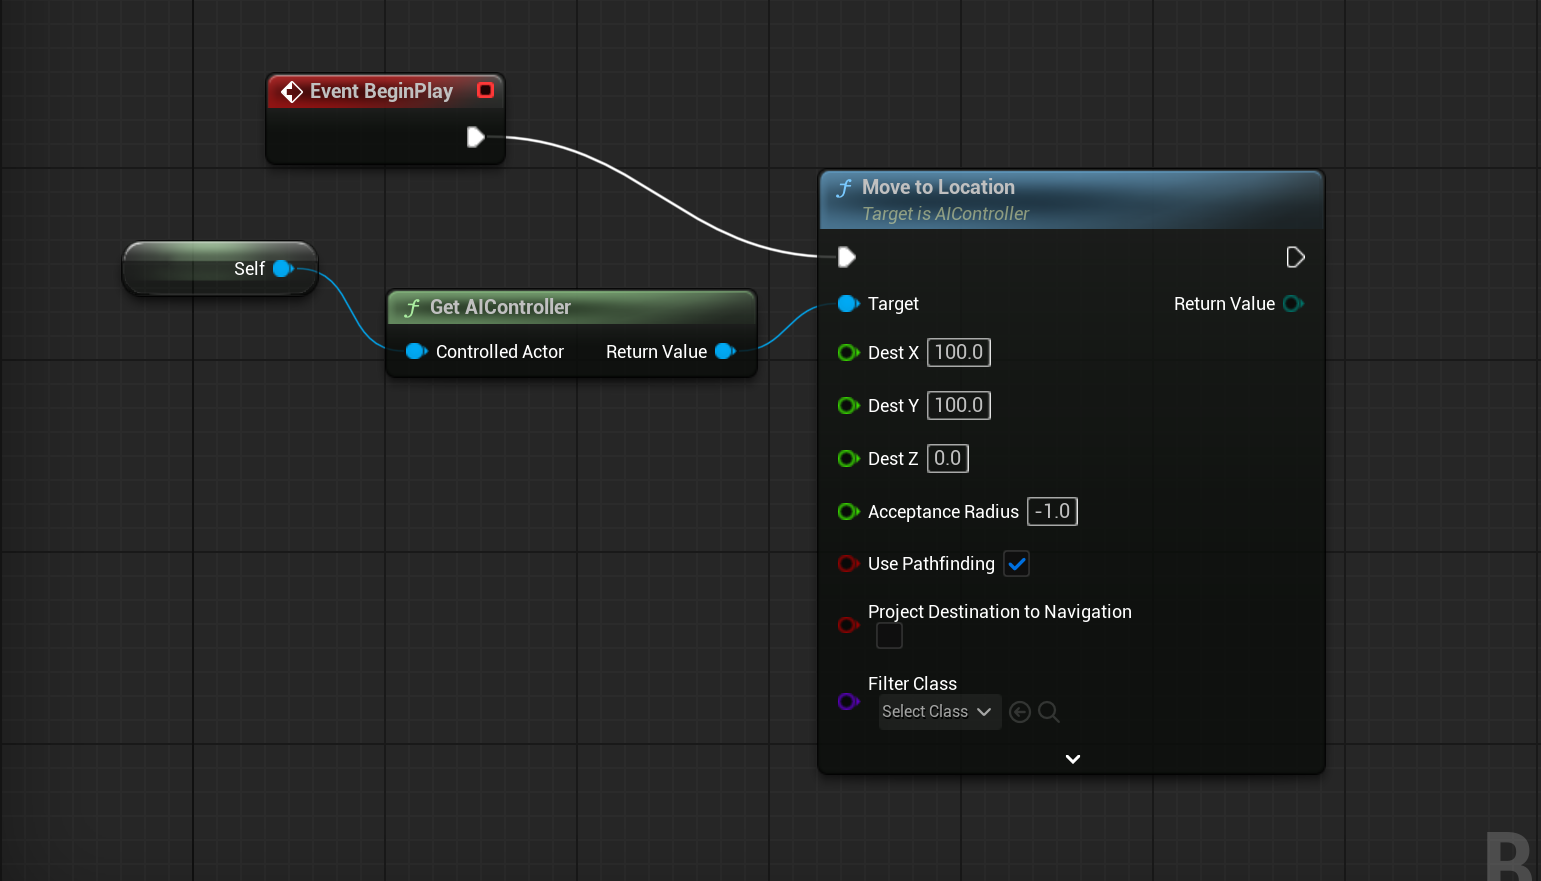 Event BeginPlay
Self
f Get AIController
Controlled Actor
Return Value
f Move to Location
Target is AIController
Target
Return Value
Dest X 100.0
Dest Y 100.0
Dest Z 0.0
Acceptance Radius -1.0
Use Pathfinding
Project Destination to Navigation
Filter Class
Select Class